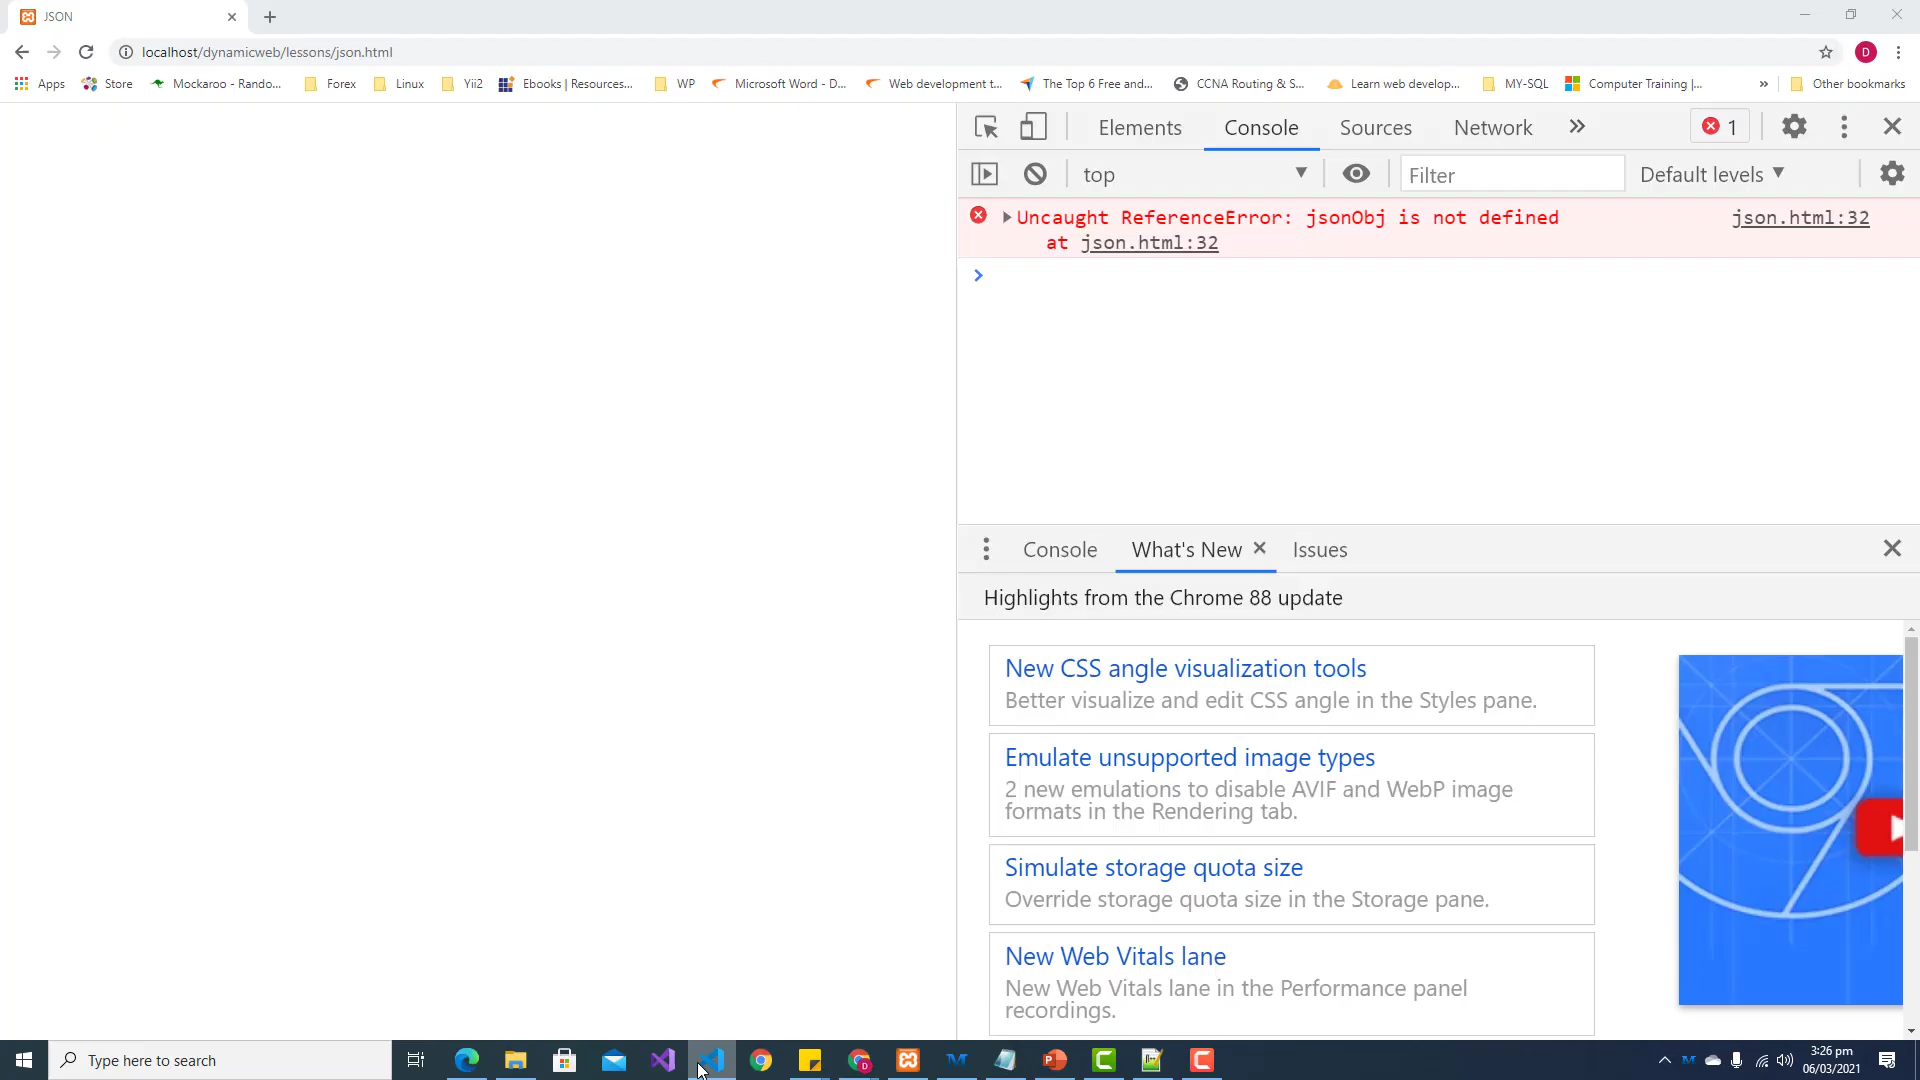 JSON
localhost/dynamicweb/lessons/json.html
D
Apps Store Mockaroo - Rando... Forex Linux Yii2 Ebooks | Resources... WP Microsoft Word - D... Web development t... The Top 6 Free and... CCNA Routing & S... Learn web develop... MY-SQL Computer Training |... » Other bookmarks
Elements Console Sources Network » 1
top Filter Default levels
Uncaught ReferenceError: jsonObj is not defined json.html:32
at json.html:32
Console What's New Issues
Highlights from the Chrome 88 update
New CSS angle visualization tools
Better visualize and edit CSS angle in the Styles pane.
Emulate unsupported image types
2 new emulations to disable AVIF and WebP image
formats in the Rendering tab.
Simulate storage quota size
Override storage quota size in the Storage pane.
New Web Vitals lane
New Web Vitals lane in the Performance panel
recordings.
Type here to search
3:26 pm
06/03/2021